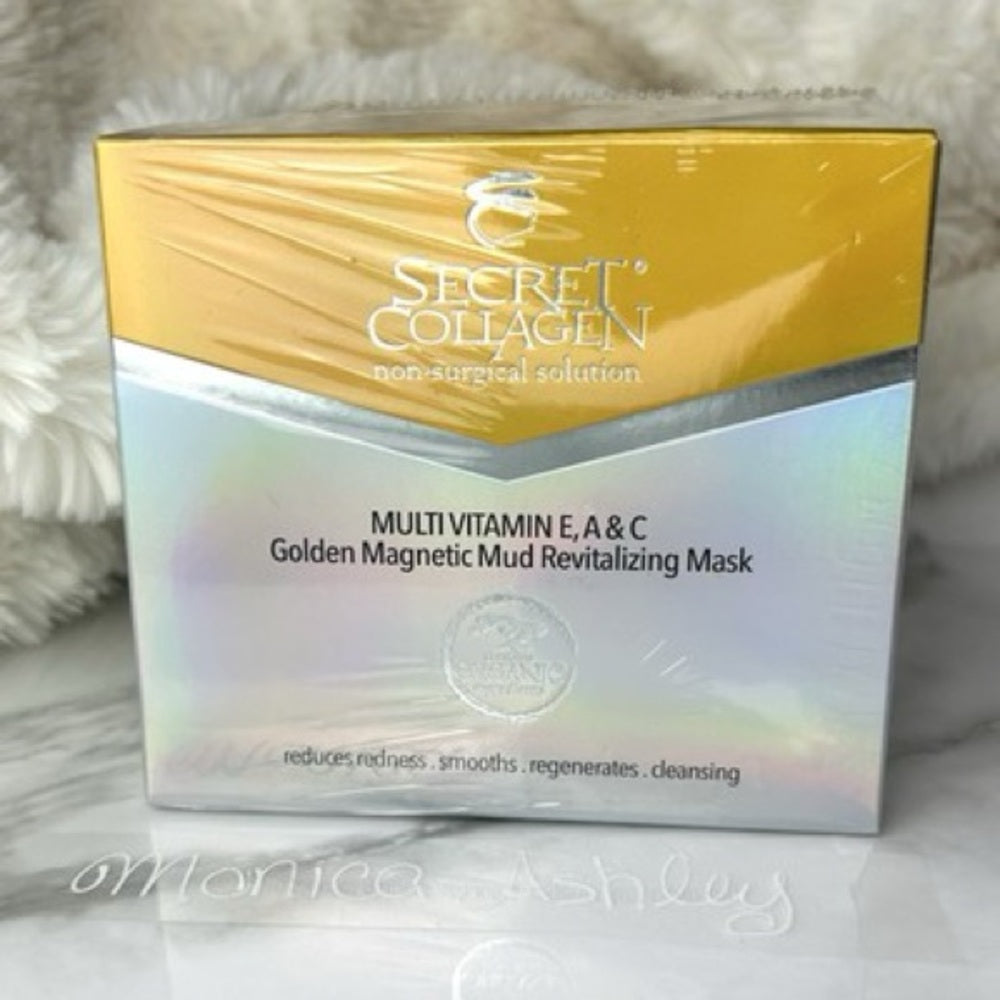 SECRET
COLLAGEN
non-surgical solution
MULTI VITAMIN E, A & C
Golden Magnetic Mud Revitalizing Mask
ORGANIC
reduces redness . smooths . regenerates . cleansing
Monica Ashley